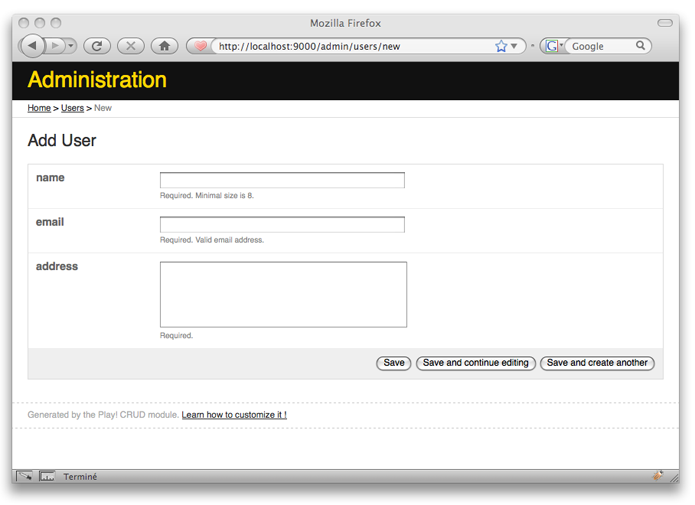 Mozilla Firefox
http://localhost:9000/admin/users/new
G Google
Administration
Home > Users > New
Add User
name
Required. Minimal size is 8.
email
Required. Valid email address.
address
Required.
Save Save and continue editing Save and create another
Generated by the Play! CRUD module. Learn how to customize it !
Terminé